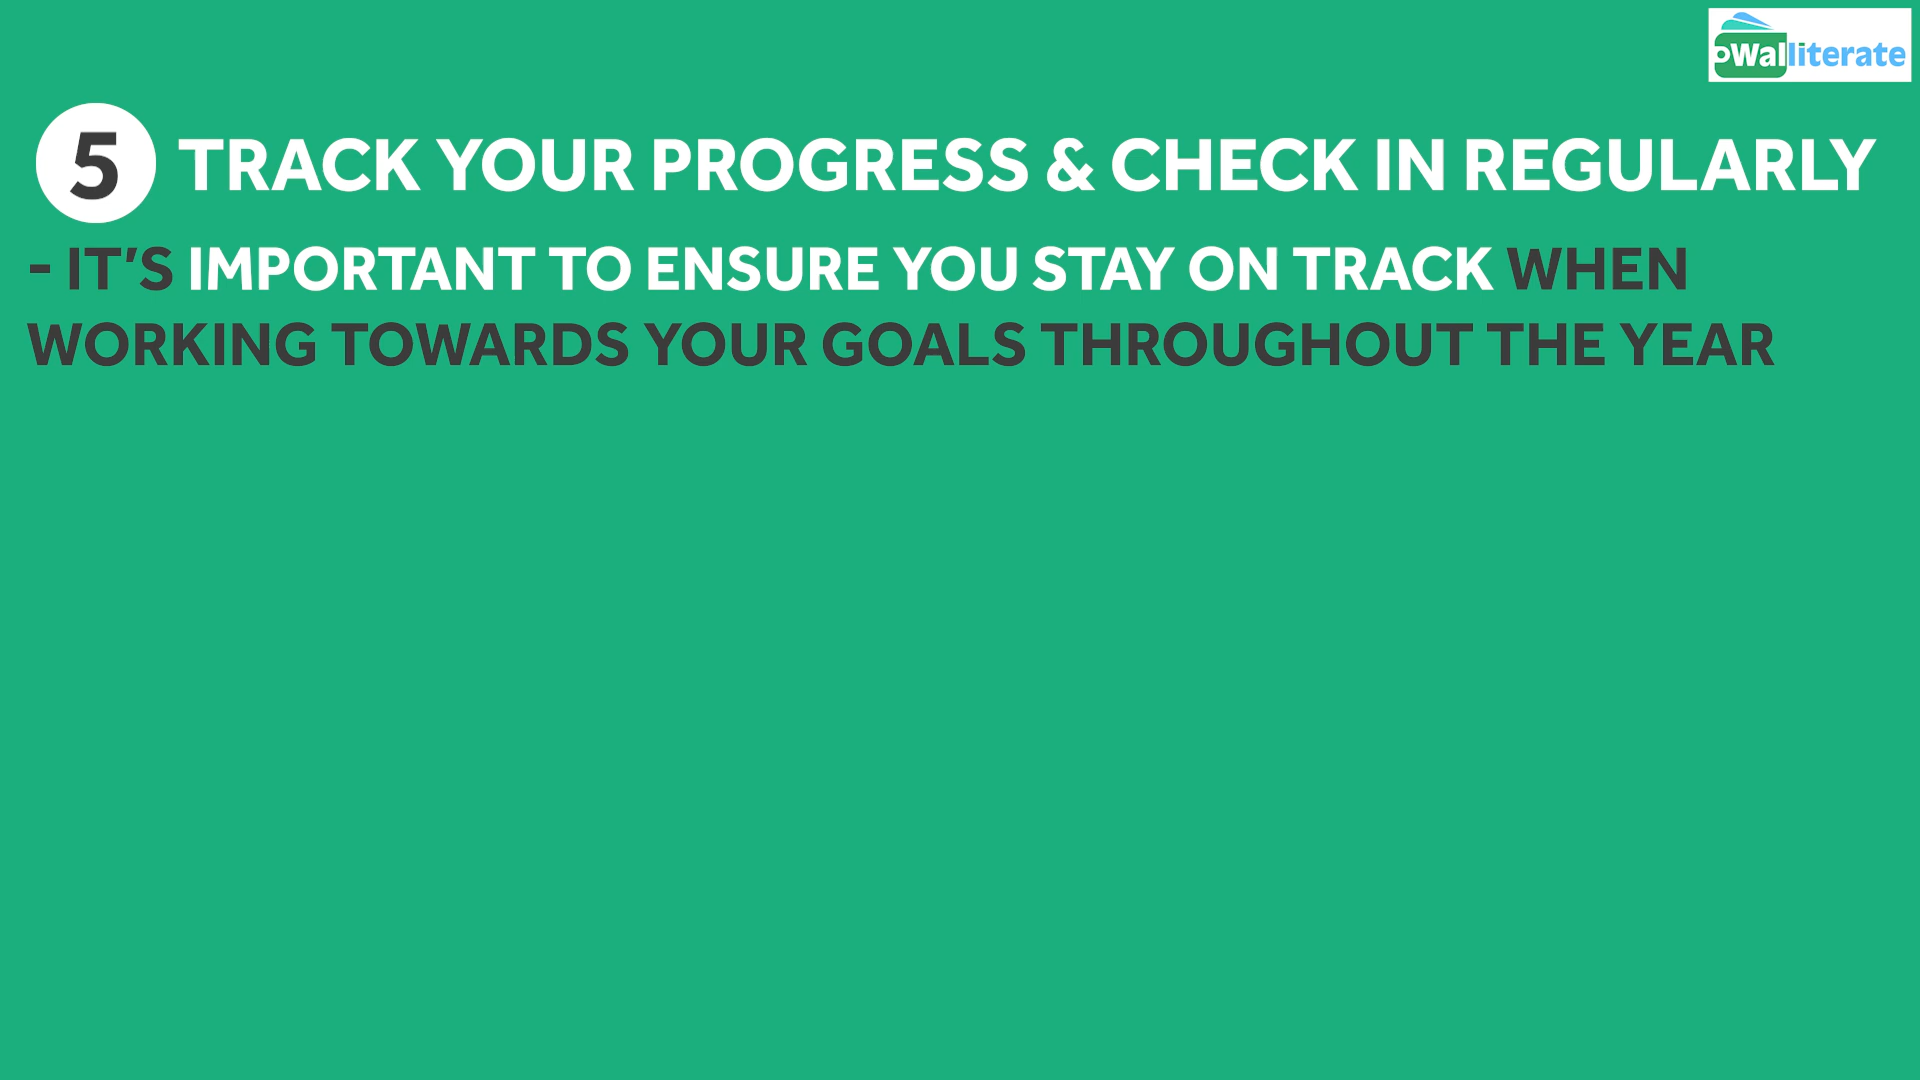 Walliterate
5 TRACK YOUR PROGRESS & CHECK IN REGULARLY
- IT'S IMPORTANT TO ENSURE YOU STAY ON TRACK WHEN
WORKING TOWARDS YOUR GOALS THROUGHOUT THE YEAR